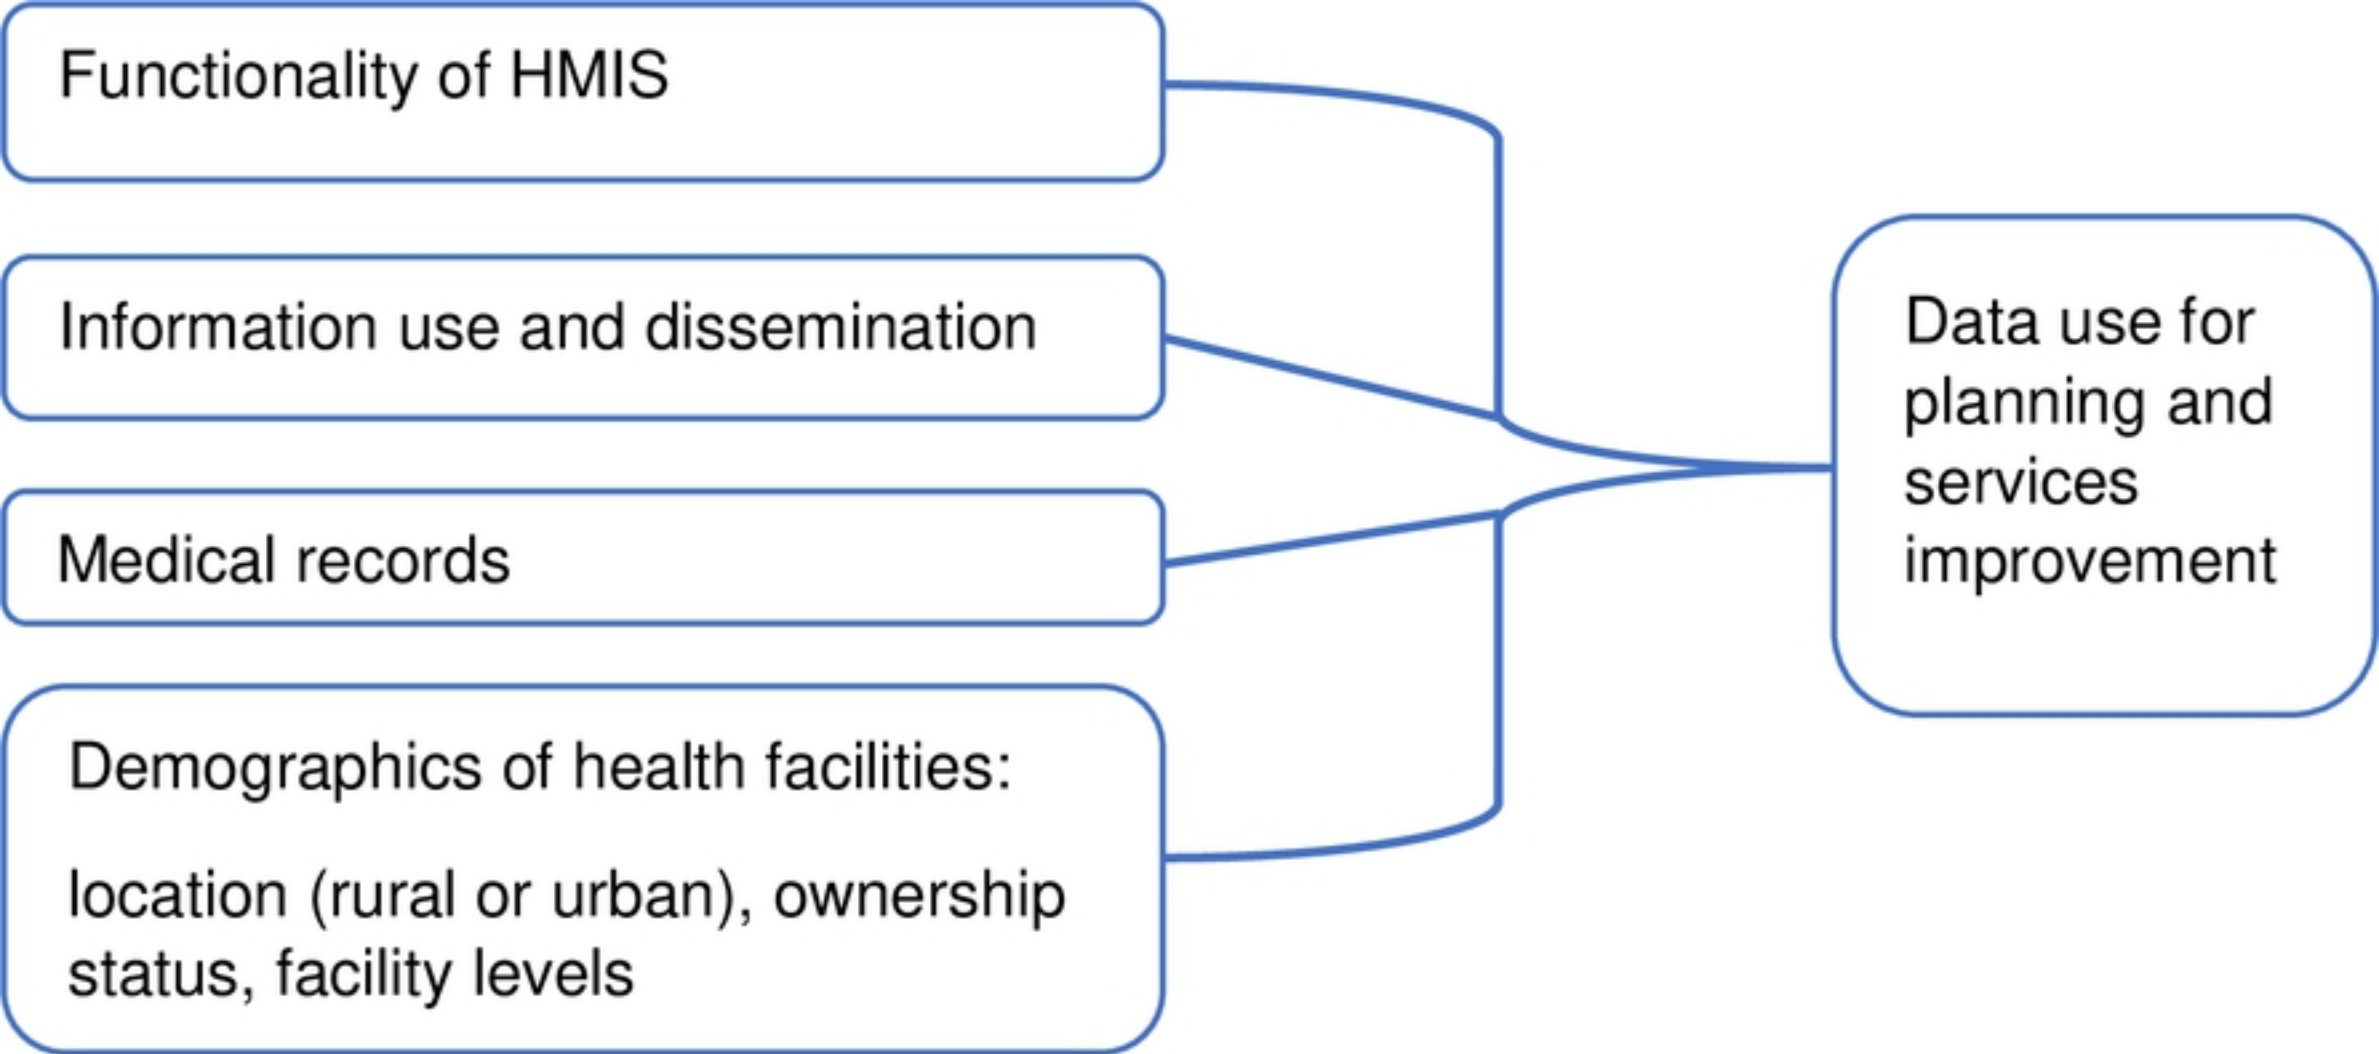 Functionality of HMIS
Information use and dissemination
Medical records
Demographics of health facilities:
location (rural or urban), ownership
status, facility levels
Data use for
planning and
services
improvement